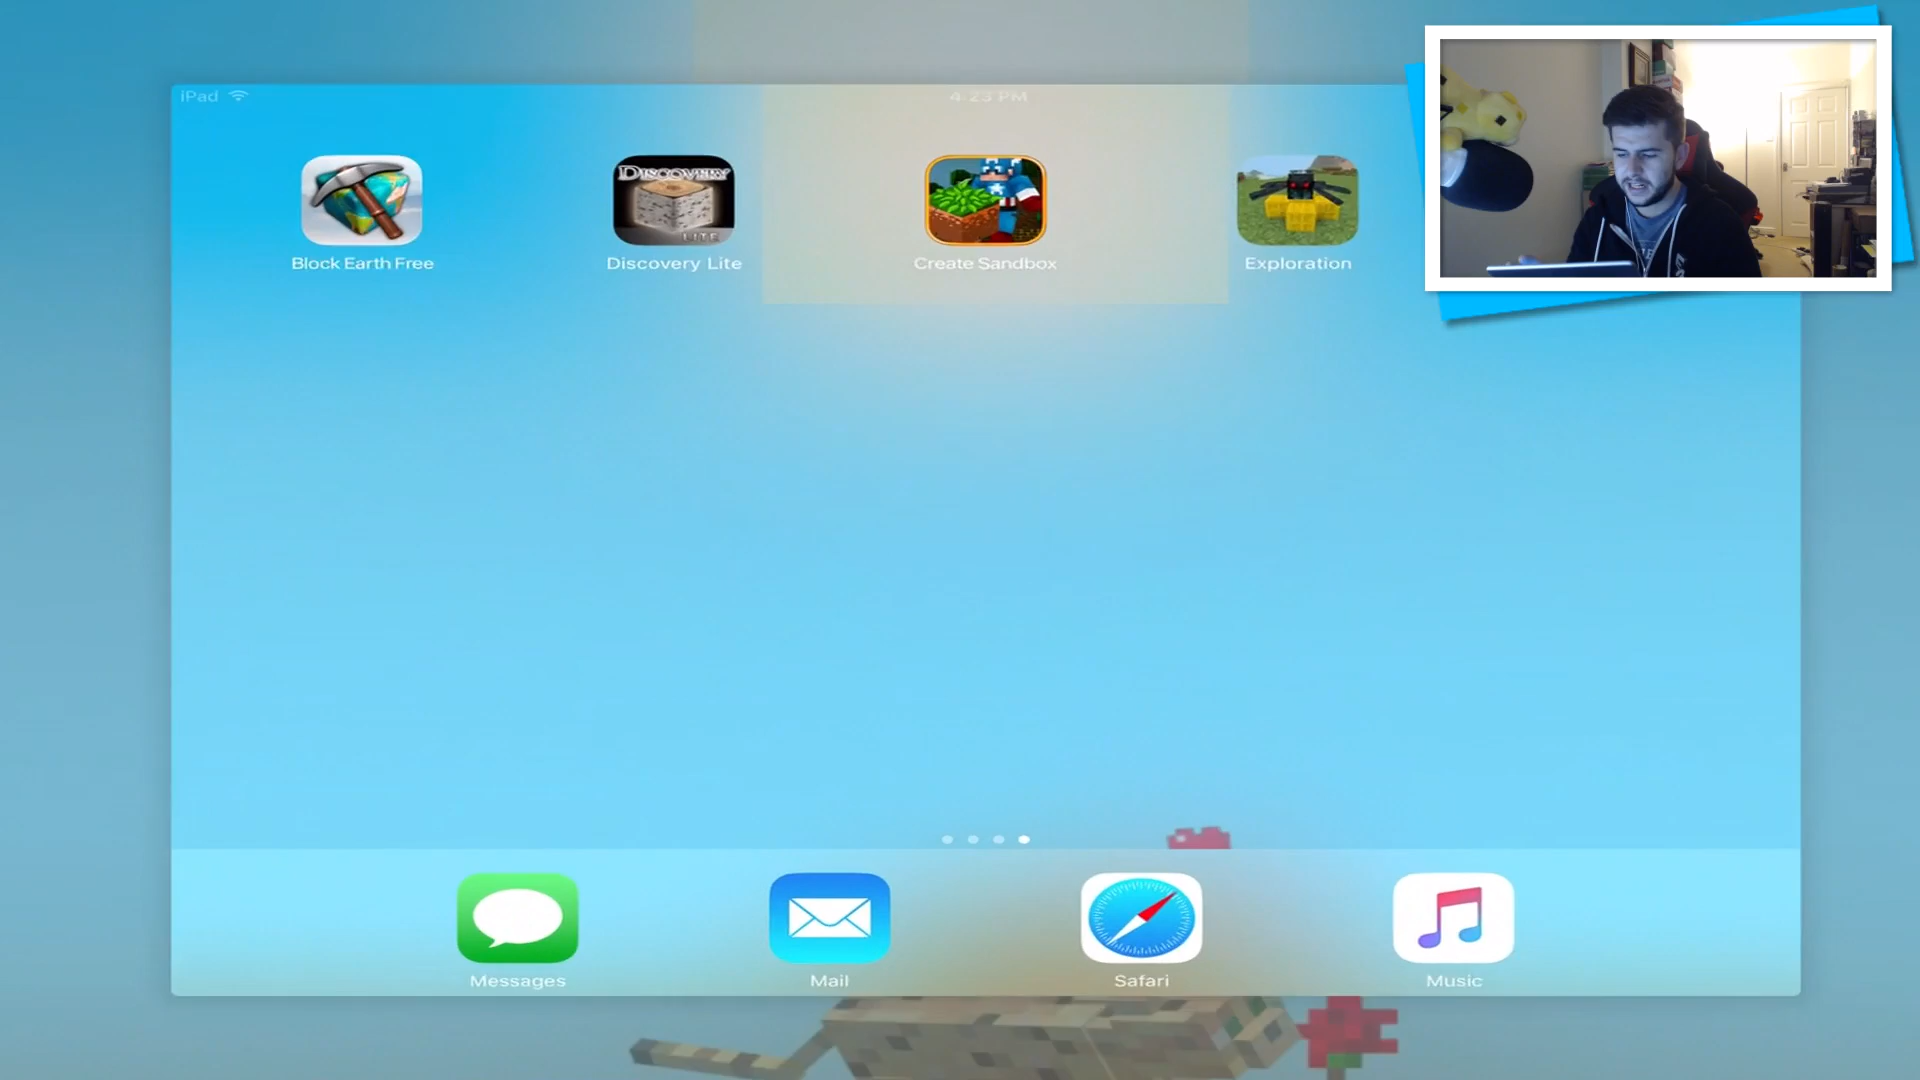 iPad
4:23 PM
DISCOVERY
LITE
Block Earth Free
Discovery Lite
Create Sandbox
Exploration
Messages
Mail
Safari
Music